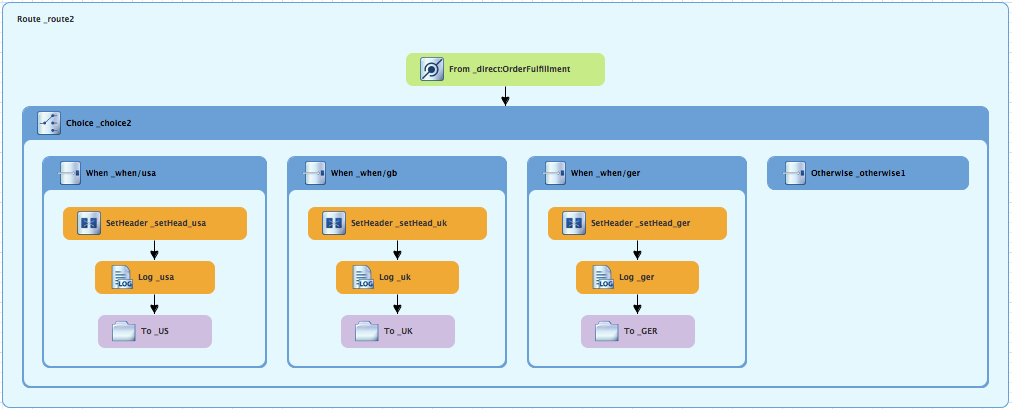 Route _route2
From _direct:OrderFulfillment
Choice _choice2
When _when/usa
When _when/gb
When _when/ger
Otherwise _otherwise1
SetHeader _setHead_usa
SetHeader _setHead_uk
SetHeader _setHead_ger
LOG Log _usa
LOG Log _uk
LOG Log _ger
To _US
To _UK
To _GER